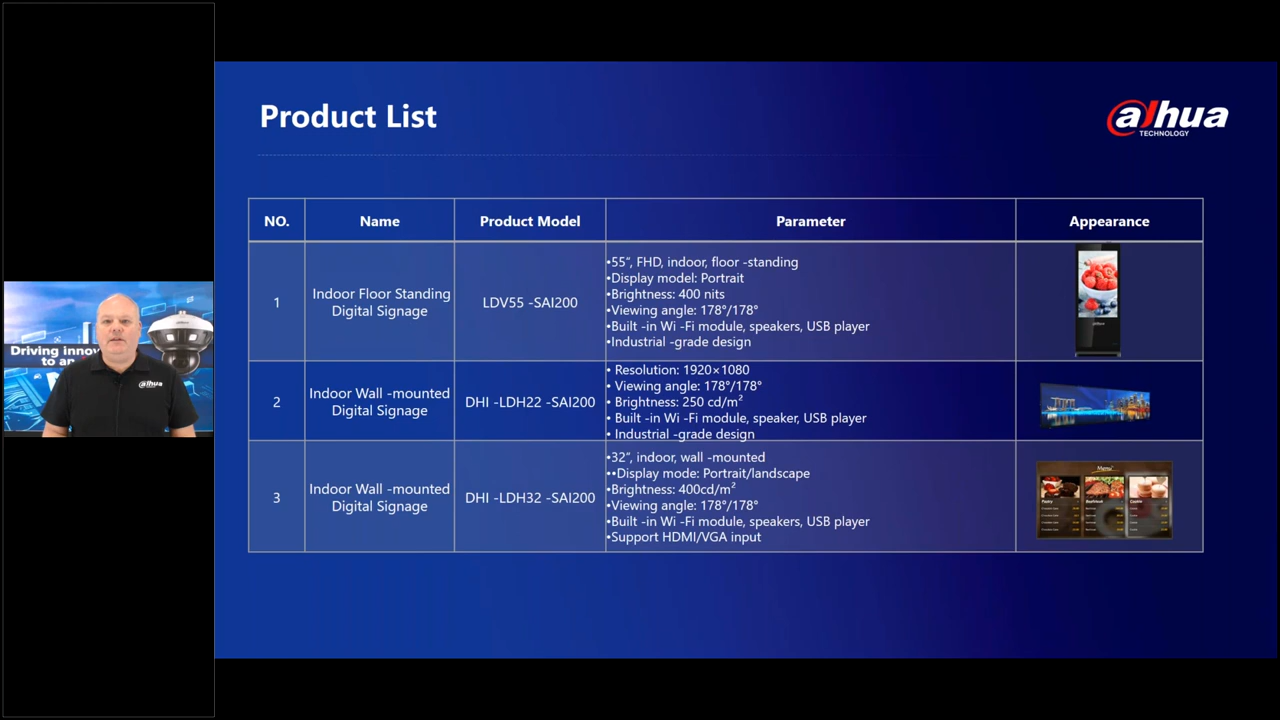 Product List
alhua
TECHNOLOGY
NO.
Name
Product Model
Parameter
Appearance
1
Indoor Floor Standing
Digital Signage
LDV55 -SAI200
•55“, FHD, indoor, floor -standing
•Display model: Portrait
•Brightness: 400 nits
•Viewing angle: 178°/178°
•Built -in Wi -Fi module, speakers, USB player
•Industrial -grade design
2
Indoor Wall -mounted
Digital Signage
DHI -LDH22 -SAI200
• Resolution: 1920×1080
• Viewing angle: 178°/178°
• Brightness: 250 cd/m²
• Built -in Wi -Fi module, speaker, USB player
• Industrial -grade design
3
Indoor Wall -mounted
Digital Signage
DHI -LDH32 -SAI200
•32“, indoor, wall -mounted
••Display mode: Portrait/landscape
•Brightness: 400cd/m²
•Viewing angle: 178°/178°
•Built -in Wi -Fi module, speakers, USB player
•Support HDMI/VGA input
Menu
Driving inno
to an
alhua